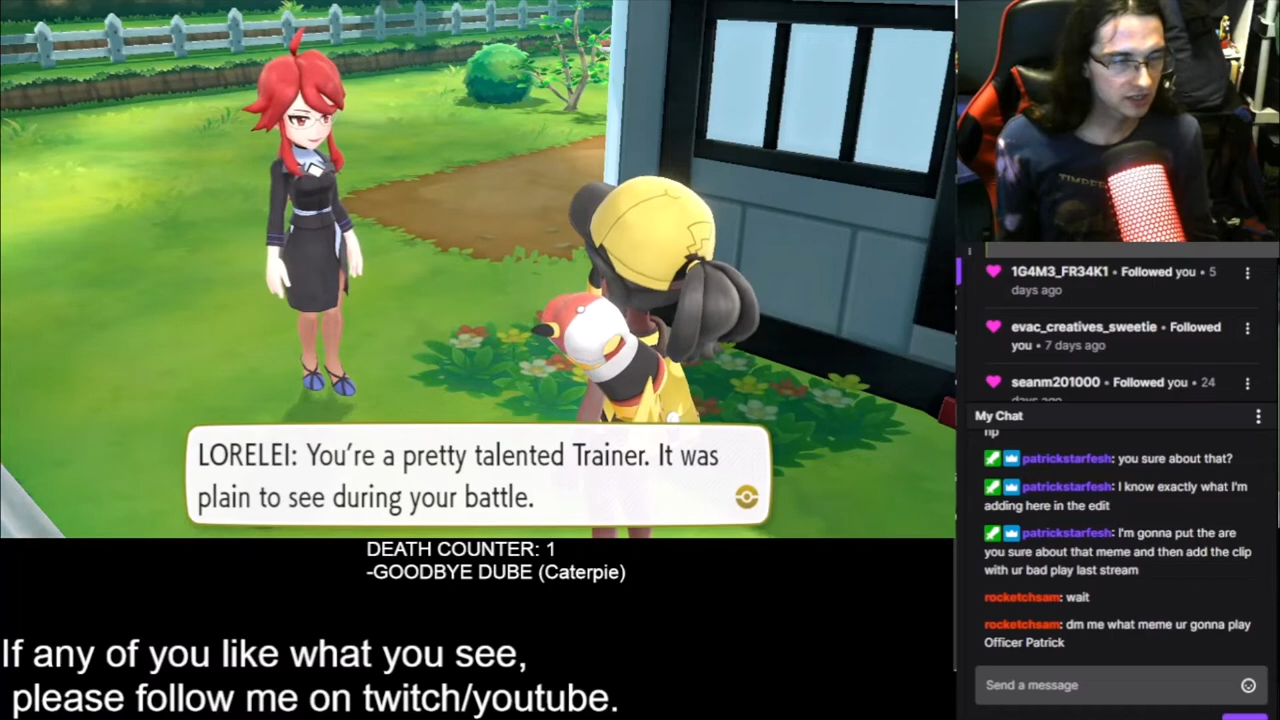 TIMBER
1G4M3_FR34K1 • Followed you • 5
days ago
evac_creatives_sweetie • Followed
you • 7 days ago
seanm201000 • Followed you • 24
days ago
My Chat
np
patrickstarfesh: you sure about that?
patrickstarfesh: I know exactly what I'm
adding here in the edit
patrickstarfesh: I'm gonna put the are
you sure about that meme and then add the clip
with ur bad play last stream
rocketchsam: wait
rocketchsam: dm me what meme ur gonna play
Officer Patrick
Send a message
LORELEI: You're a pretty talented Trainer. It was
plain to see during your battle.
DEATH COUNTER: 1
-GOODBYE DUBE (Caterpie)
If any of you like what you see,
please follow me on twitch/youtube.